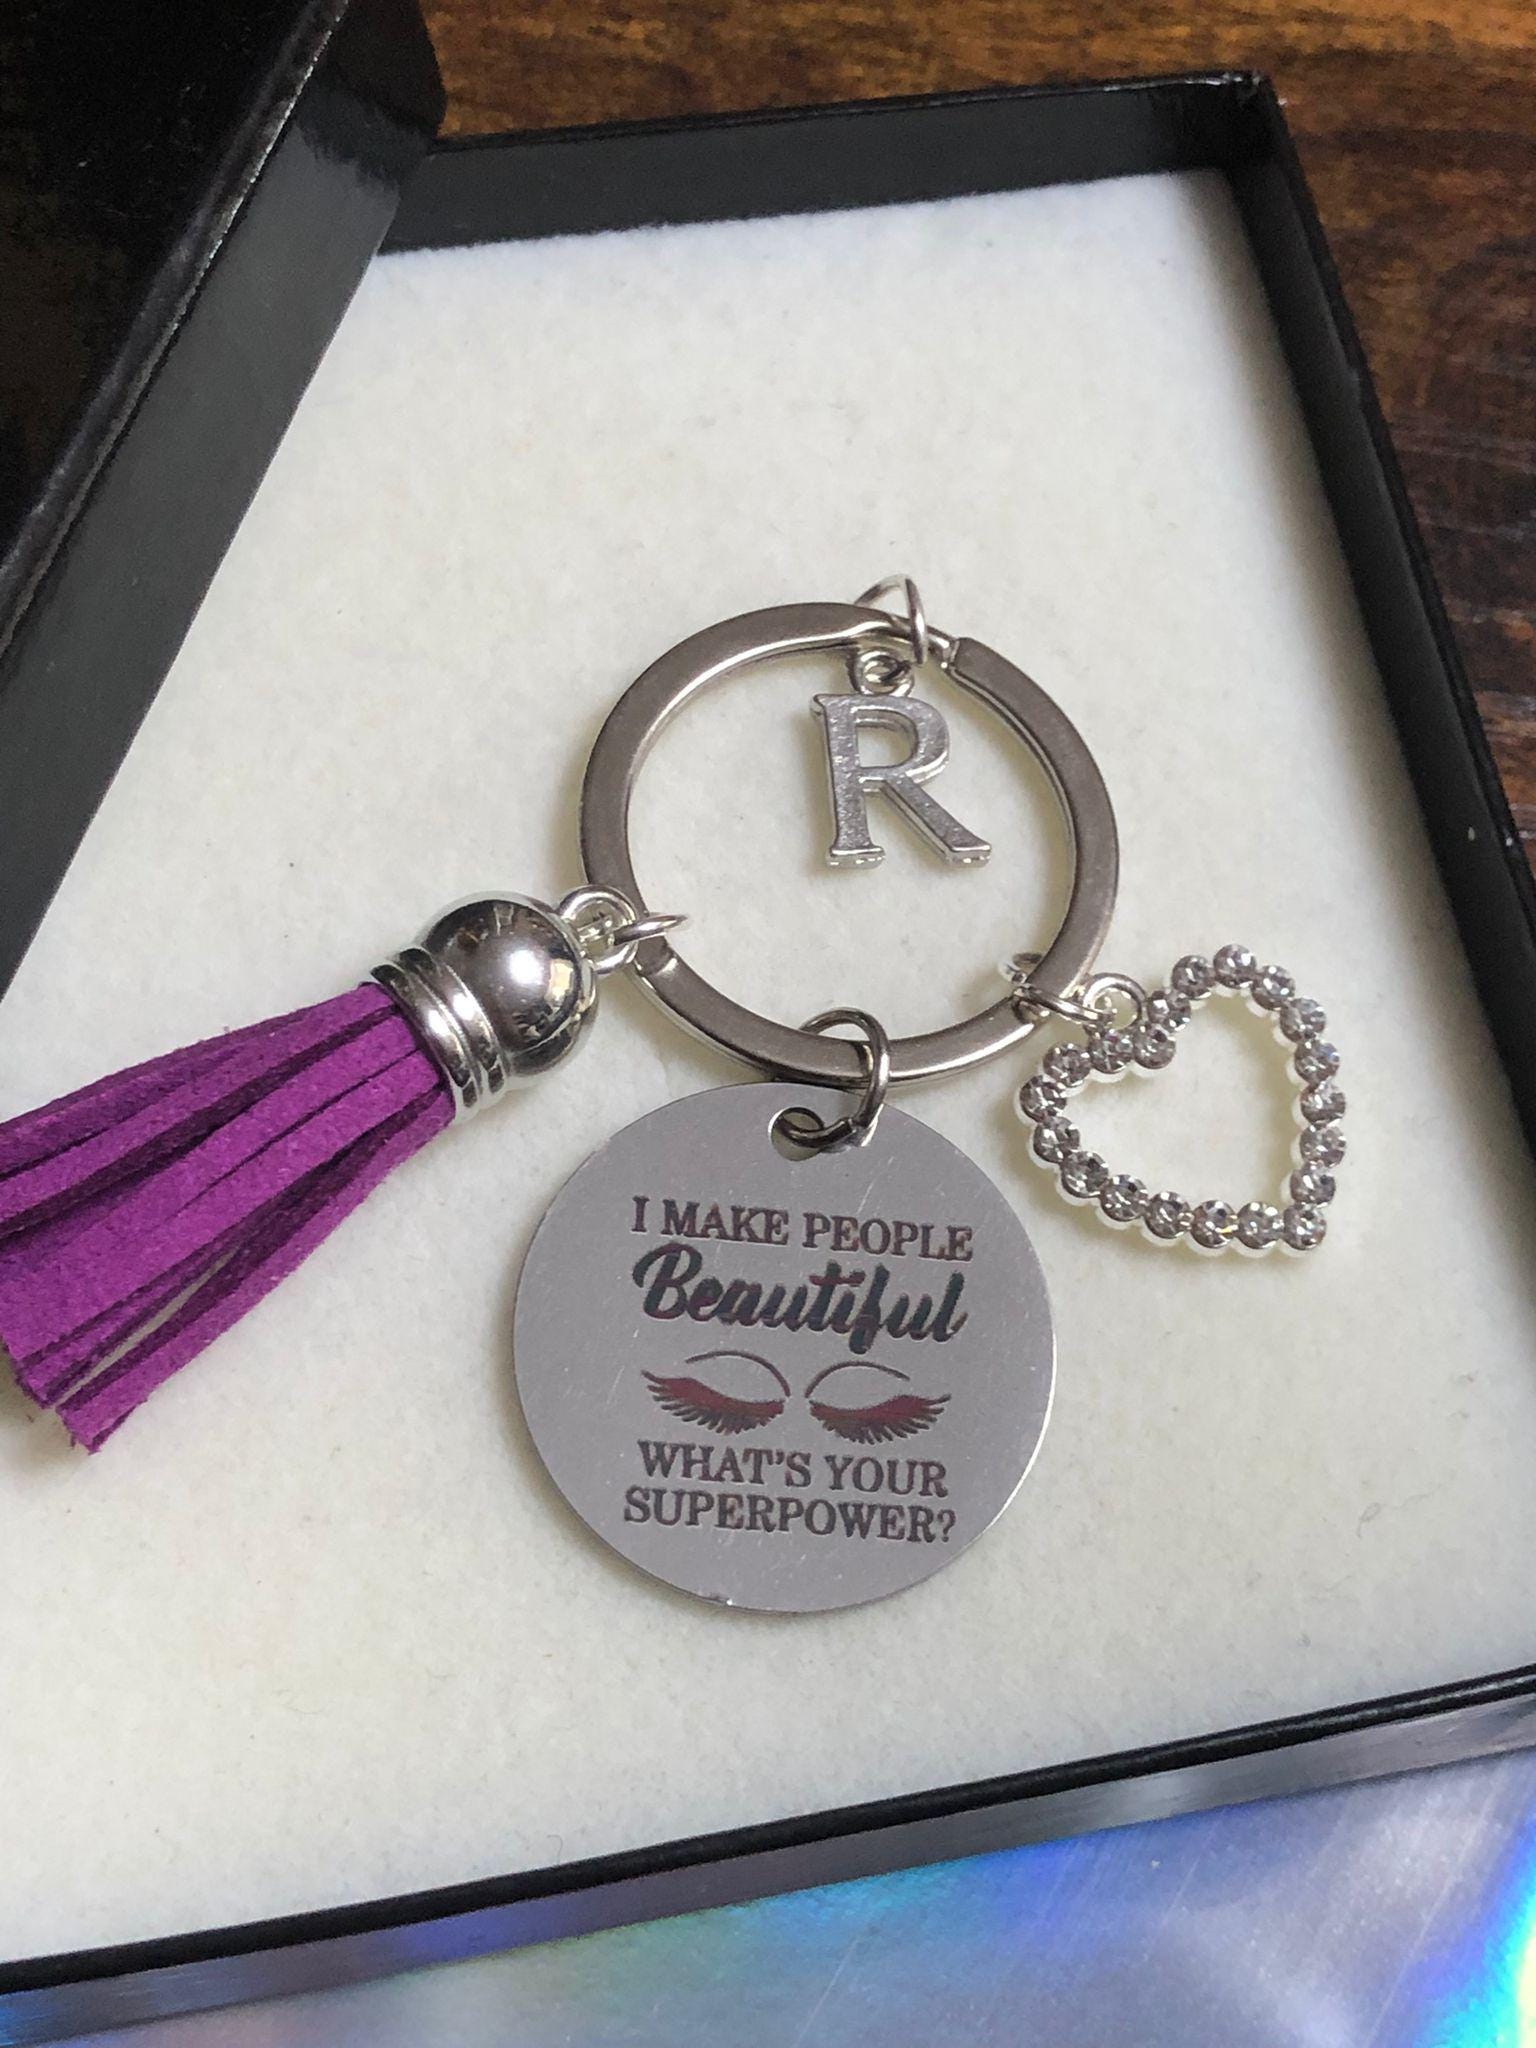 R
I MAKE PEOPLE
Beautiful
WHAT'S YOUR
SUPERPOWER?